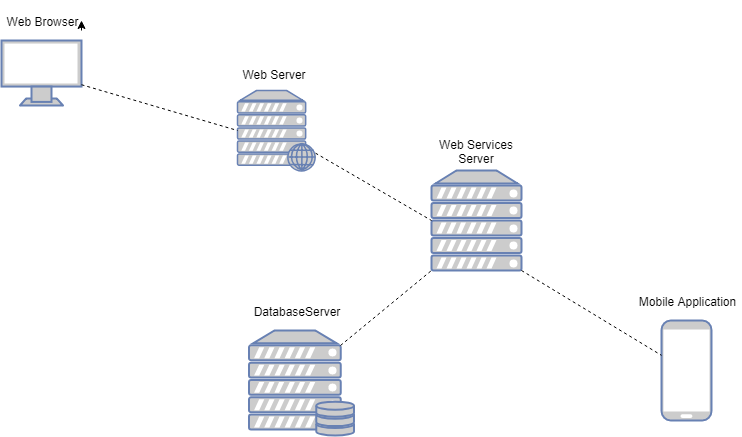 Web Browser
Web Server
Web Services
Server
DatabaseServer
Mobile Application